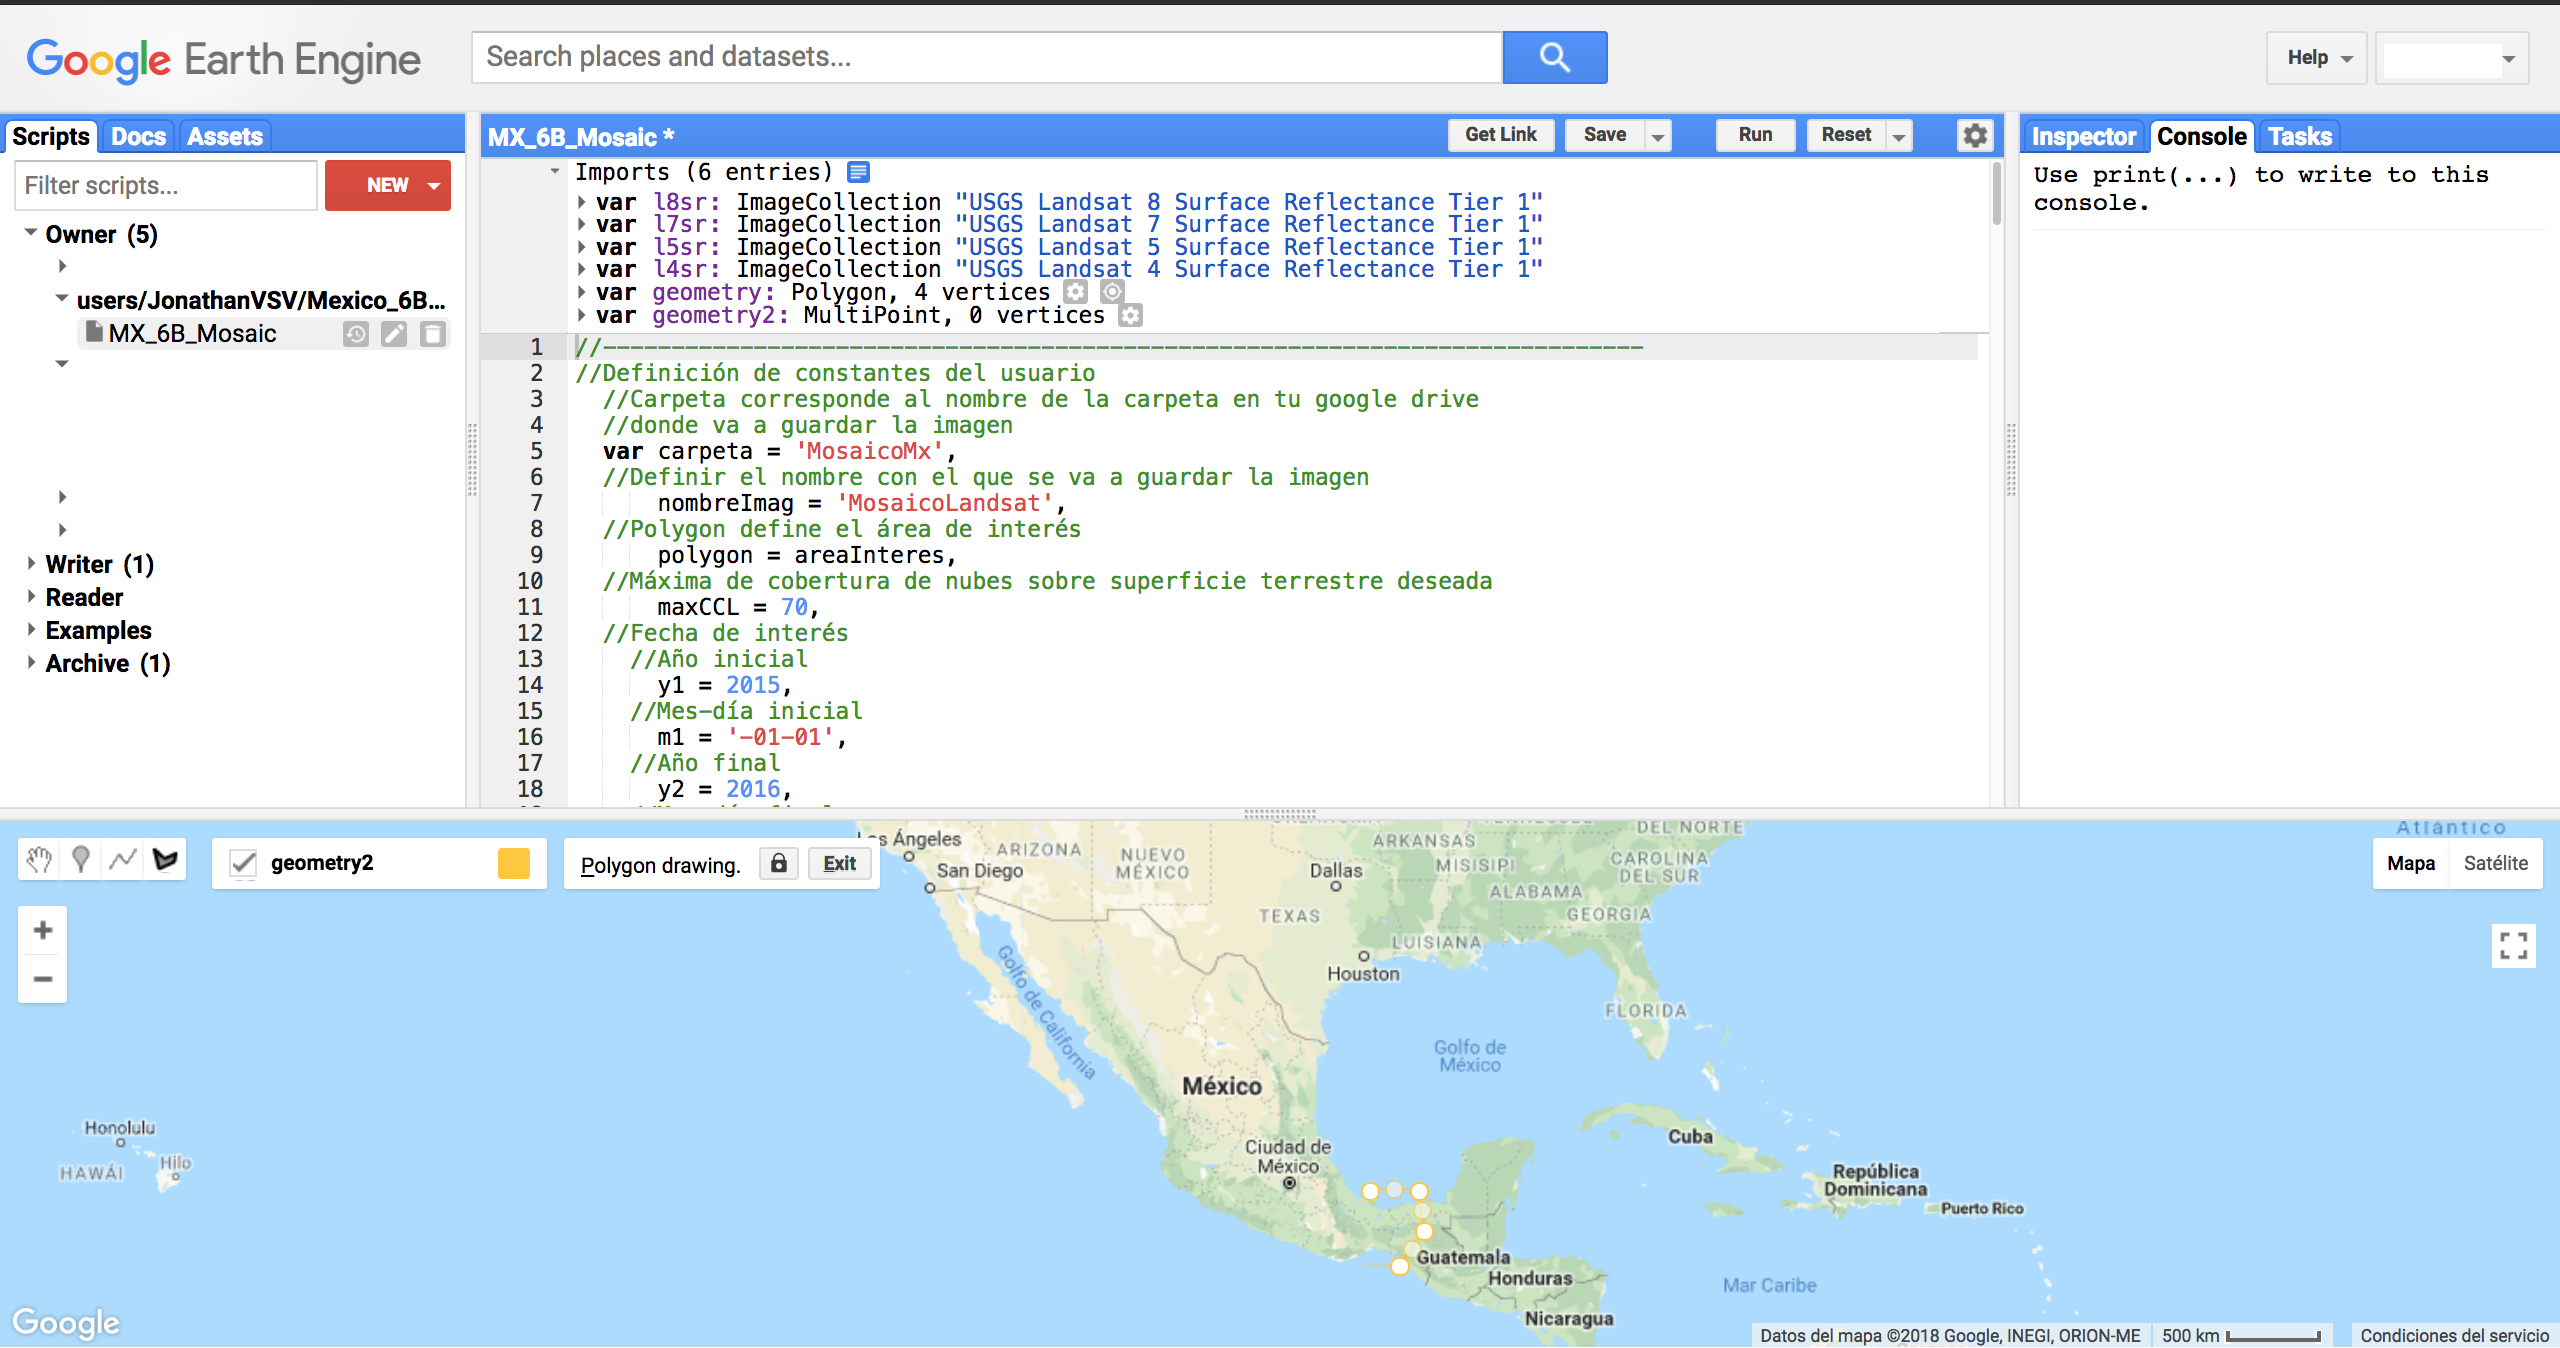 Google Earth Engine
Search places and datasets...
Help
Scripts Docs Assets
Filter scripts...
NEW
Owner (5)
users/JonathanVSV/Mexico_6B...
MX_6B_Mosaic
Writer (1)
Reader
Examples
Archive (1)
MX_6B_Mosaic *
Get Link Save Run Reset
Imports (6 entries)
var l8sr: ImageCollection "USGS Landsat 8 Surface Reflectance Tier 1"
var l7sr: ImageCollection "USGS Landsat 7 Surface Reflectance Tier 1"
var l5sr: ImageCollection "USGS Landsat 5 Surface Reflectance Tier 1"
var l4sr: ImageCollection "USGS Landsat 4 Surface Reflectance Tier 1"
var geometry: Polygon, 4 vertices
var geometry2: MultiPoint, 0 vertices
1 //----------------------------------------------------------------------------
2 //Definición de constantes del usuario
3 //Carpeta corresponde al nombre de la carpeta en tu google drive
4 //donde va a guardar la imagen
5 var carpeta = 'MosaicoMx',
6 //Definir el nombre con el que se va a guardar la imagen
7 nombreImag = 'MosaicoLandsat',
8 //Polygon define el área de interés
9 polygon = areaInteres,
10 //Máxima de cobertura de nubes sobre superficie terrestre deseada
11 maxCCL = 70,
12 //Fecha de interés
13 //Año inicial
14 y1 = 2015,
15 //Mes-día inicial
16 m1 = '-01-01',
17 //Año final
18 y2 = 2016,
Inspector Console Tasks
Use print(...) to write to this
console.
geometry2
Polygon drawing.
Exit
Mapa Satélite
Ángeles
San Diego
ARIZONA
NUEVO
MÉXICO
Dallas
TEXAS
ARKANSAS
MISISIPI
ALABAMA
GEORGIA
LUISIANA
DEL NORTE
CAROLINA
DEL SUR
Atlántico
Houston
FLORIDA
Golfo de California
Golfo de
México
México
Ciudad de
México
Honolulu
HAWÁI
Hilo
Cuba
República
Dominicana
Puerto Rico
Guatemala
Honduras
Nicaragua
Mar Caribe
Google
Datos del mapa ©2018 Google, INEGI, ORION-ME
500 km
Condiciones del servicio